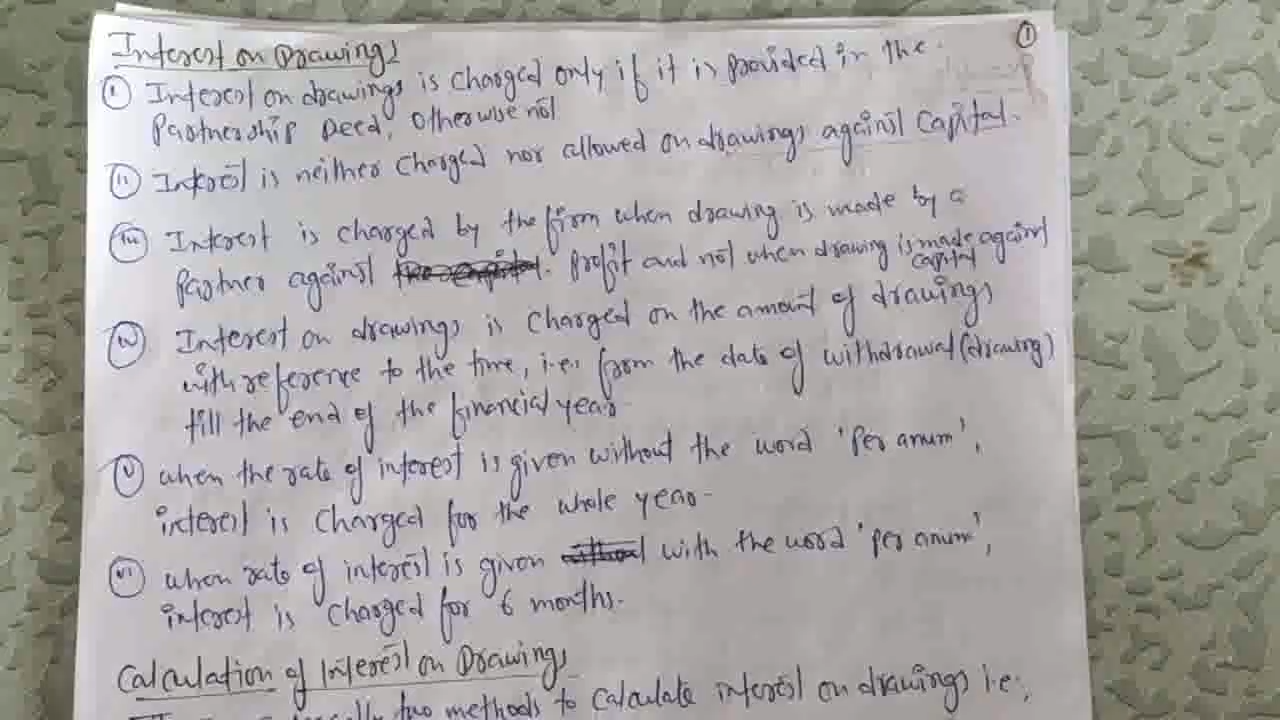 ①
Interest on Drawings
① Interest on drawings is charged only if it is provided in the
Partnership Deed, Otherwise not
⑪ Interest is neither charged nor allowed on drawings against Capital.
iii Interest is charged by the firm when drawing is made by a
Partner against profit and not when drawing is made against
capital
iv Interest on drawings is charged on the amount of drawings
with reference to the time, i.e. from the date of withdrawal (drawing)
till the end of the financial year.
v when the rate of interest is given without the word 'Per anum',
interest is charged for the whole year.
vi when rate of interest is given with the word 'per anum',
interest is charged for 6 months.
Calculation of Interest on Drawings
two methods to calculate interest on drawings i.e.,